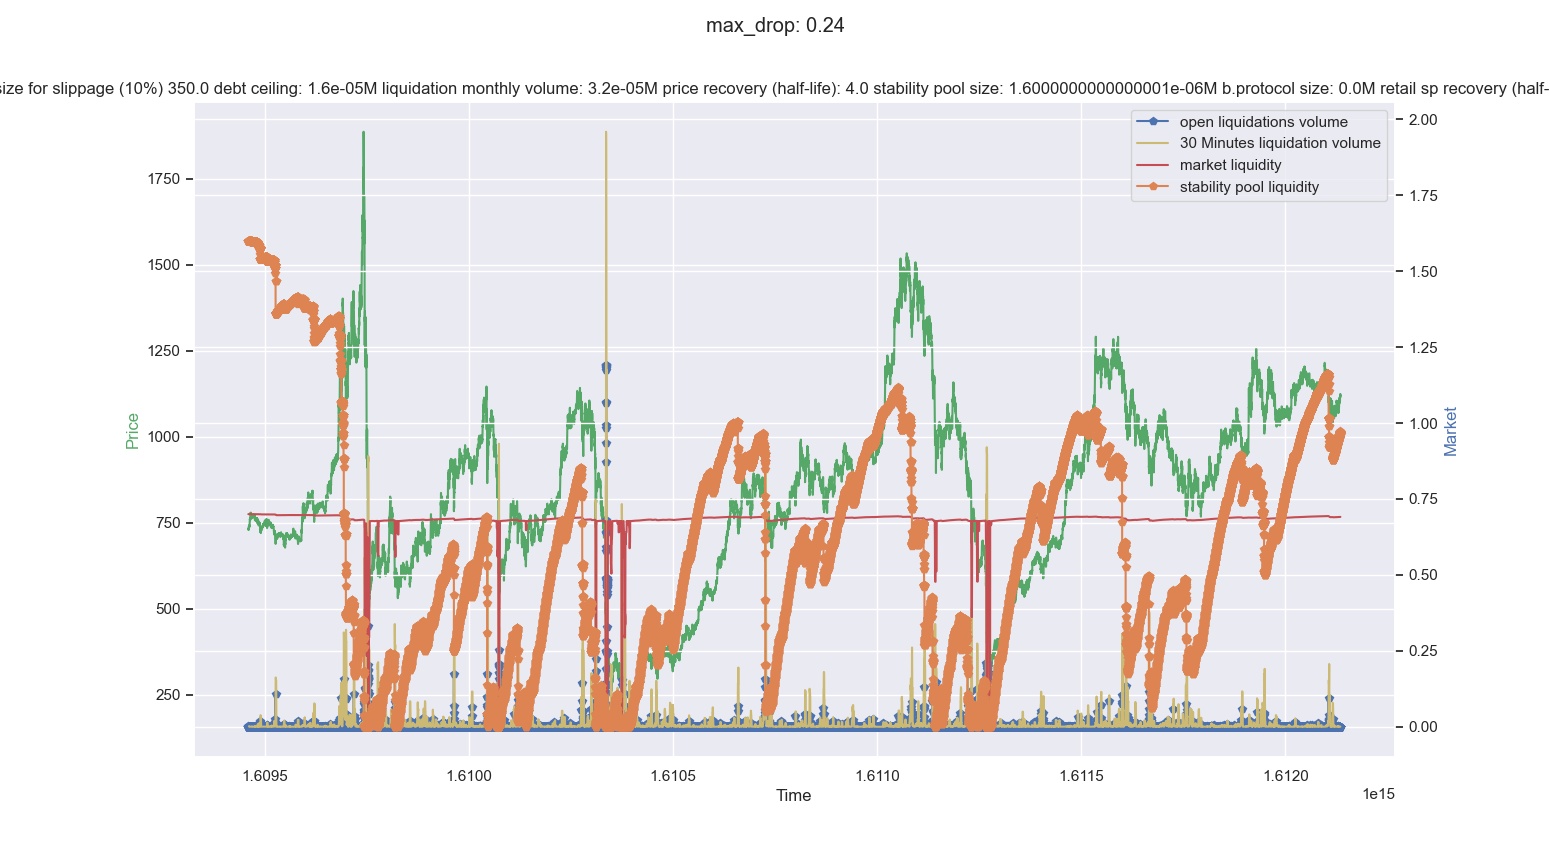 max_drop: 0.24
size for slippage (10%) 350.0 debt ceiling: 1.6e-05M liquidation monthly volume: 3.2e-05M price recovery (half-life): 4.0 stability pool size: 1.6000000000000001e-06M b.protocol size: 0.0M retail sp recovery (half-
open liquidations volume
30 Minutes liquidation volume
market liquidity
stability pool liquidity
Price
1750
1500
1250
1000
750
500
250
2.00
1.75
1.50
1.25
1.00
0.75
0.50
0.25
0.00
Market
1.6095 1.6100 1.6105 1.6110 1.6115 1.6120
Time
1e15